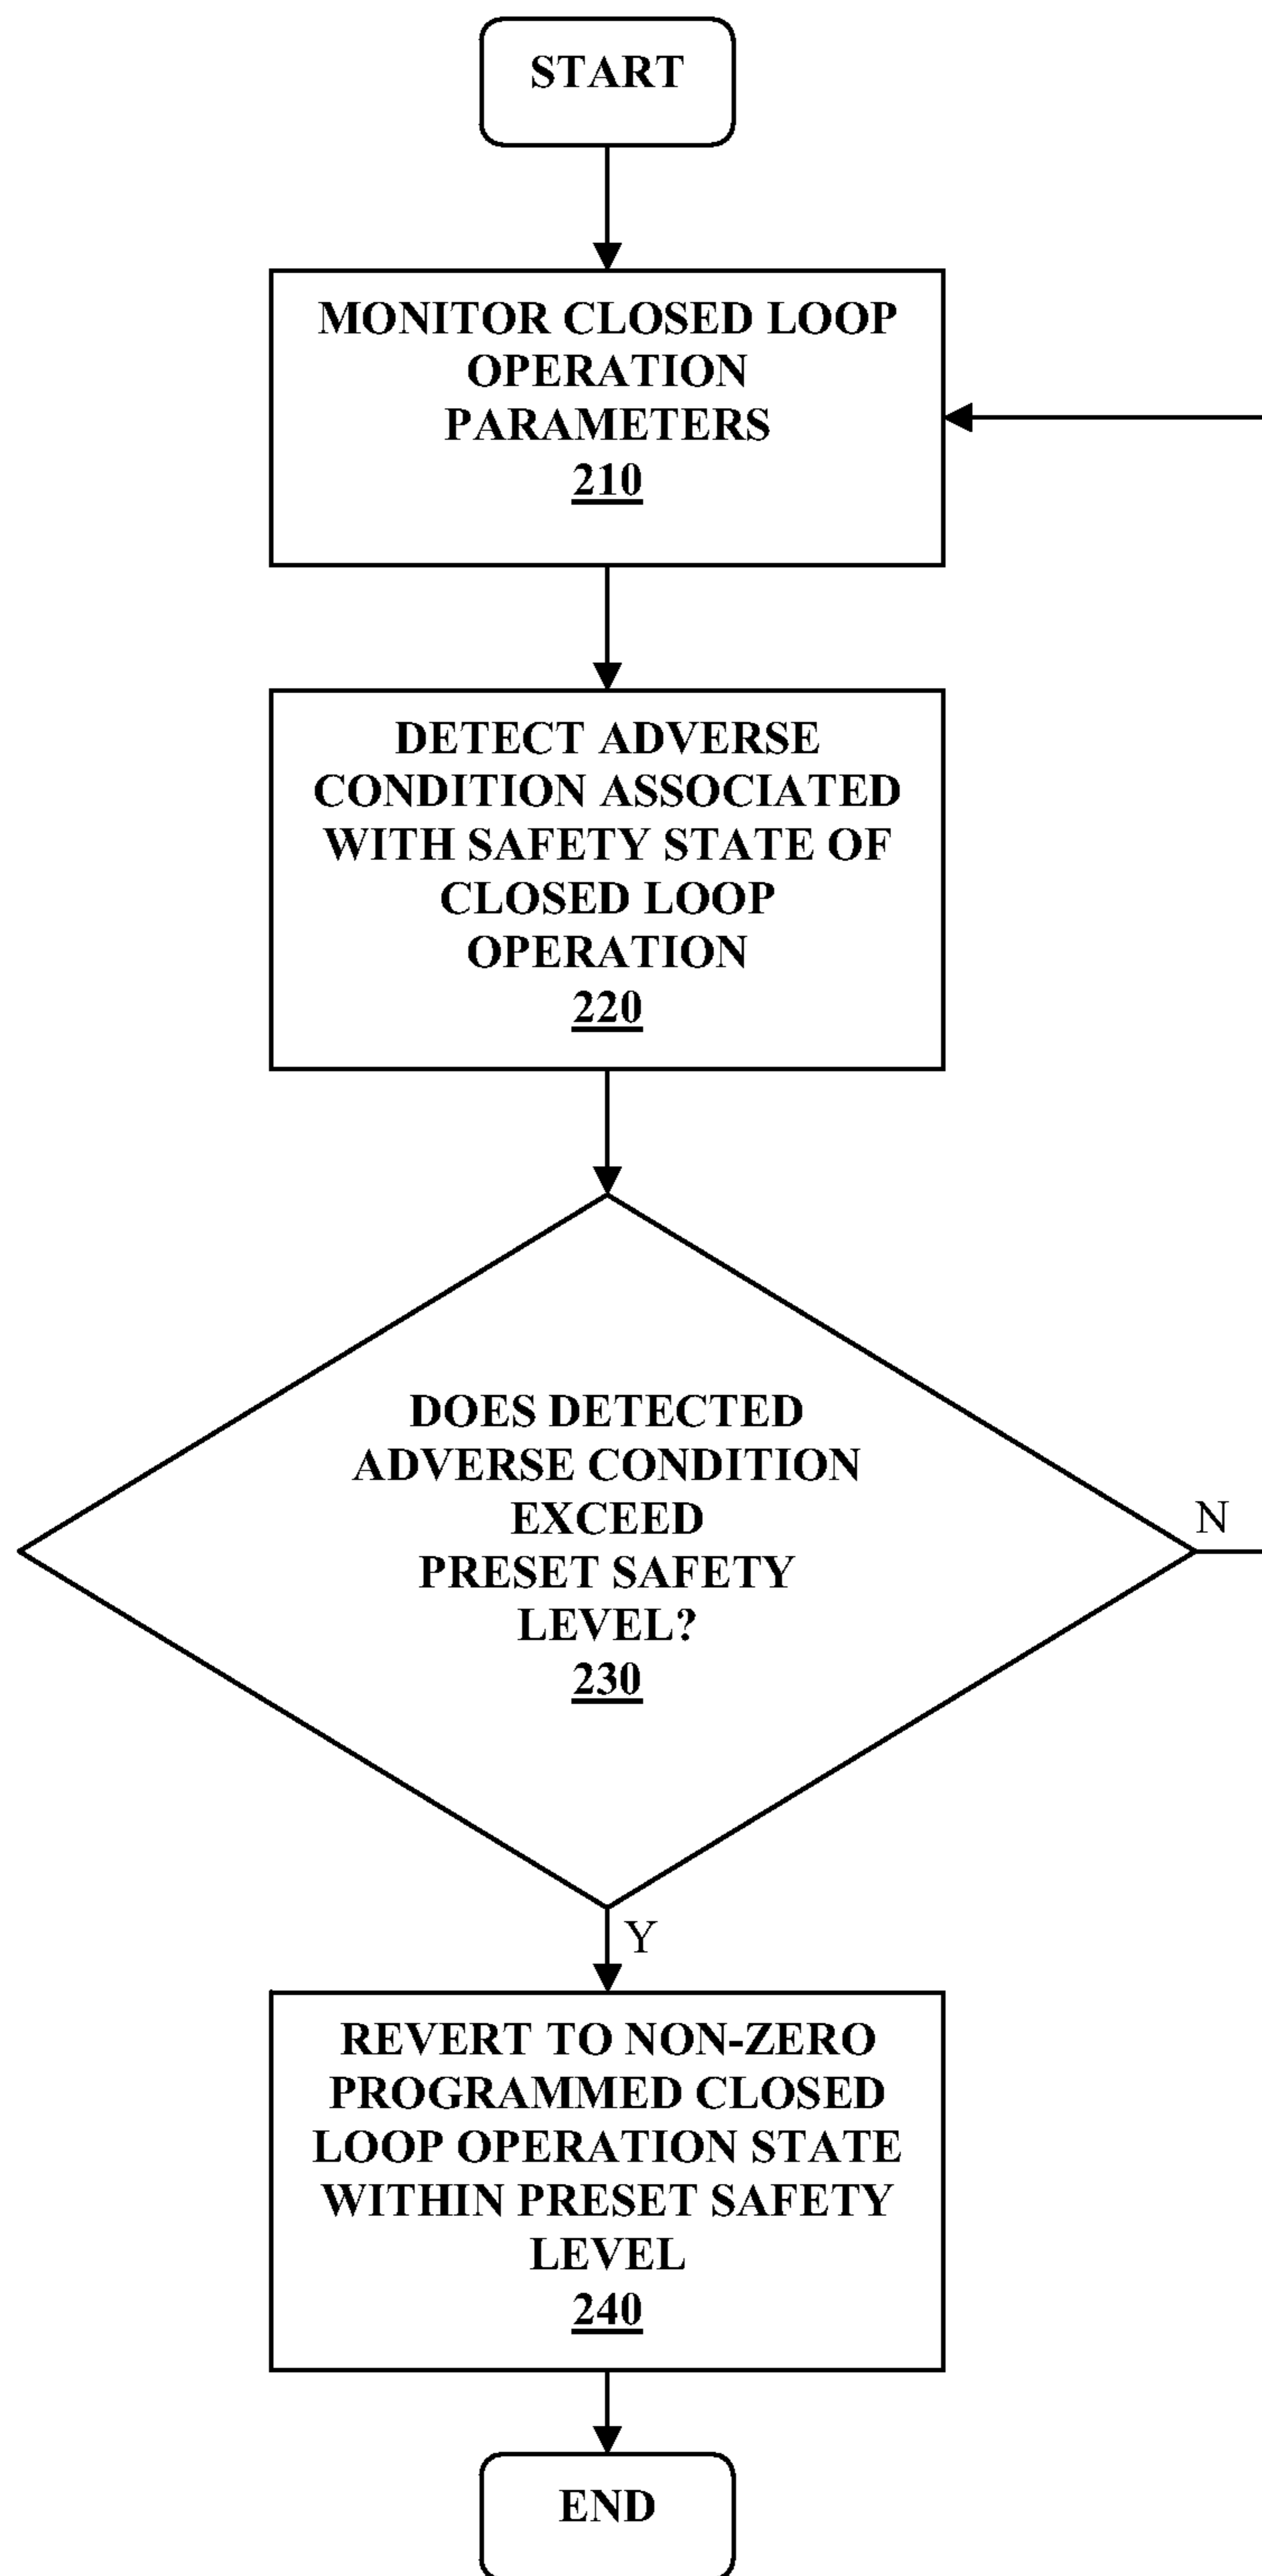 START
MONITOR CLOSED LOOP
OPERATION
PARAMETERS
210
DETECT ADVERSE
CONDITION ASSOCIATED
WITH SAFETY STATE OF
CLOSED LOOP
OPERATION
220
DOES DETECTED
ADVERSE CONDITION
EXCEED
PRESET SAFETY
LEVEL?
230
N
Y
REVERT TO NON-ZERO
PROGRAMMED CLOSED
LOOP OPERATION STATE
WITHIN PRESET SAFETY
LEVEL
240
END